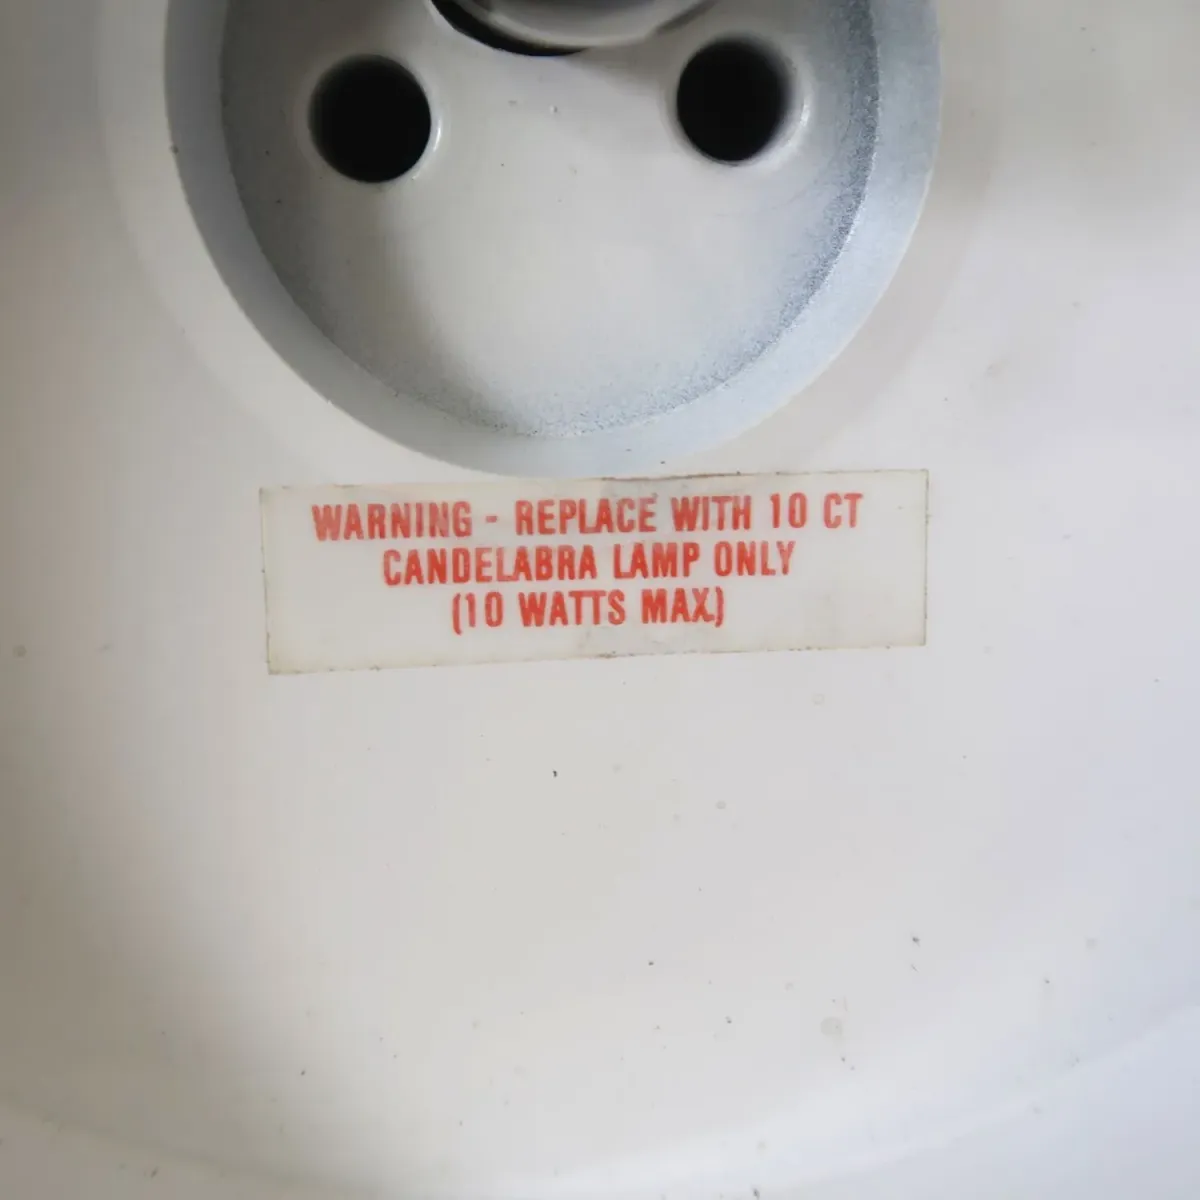 WARNING - REPLACE WITH 10 CT
CANDELABRA LAMP ONLY
(10 WATTS MAX.)